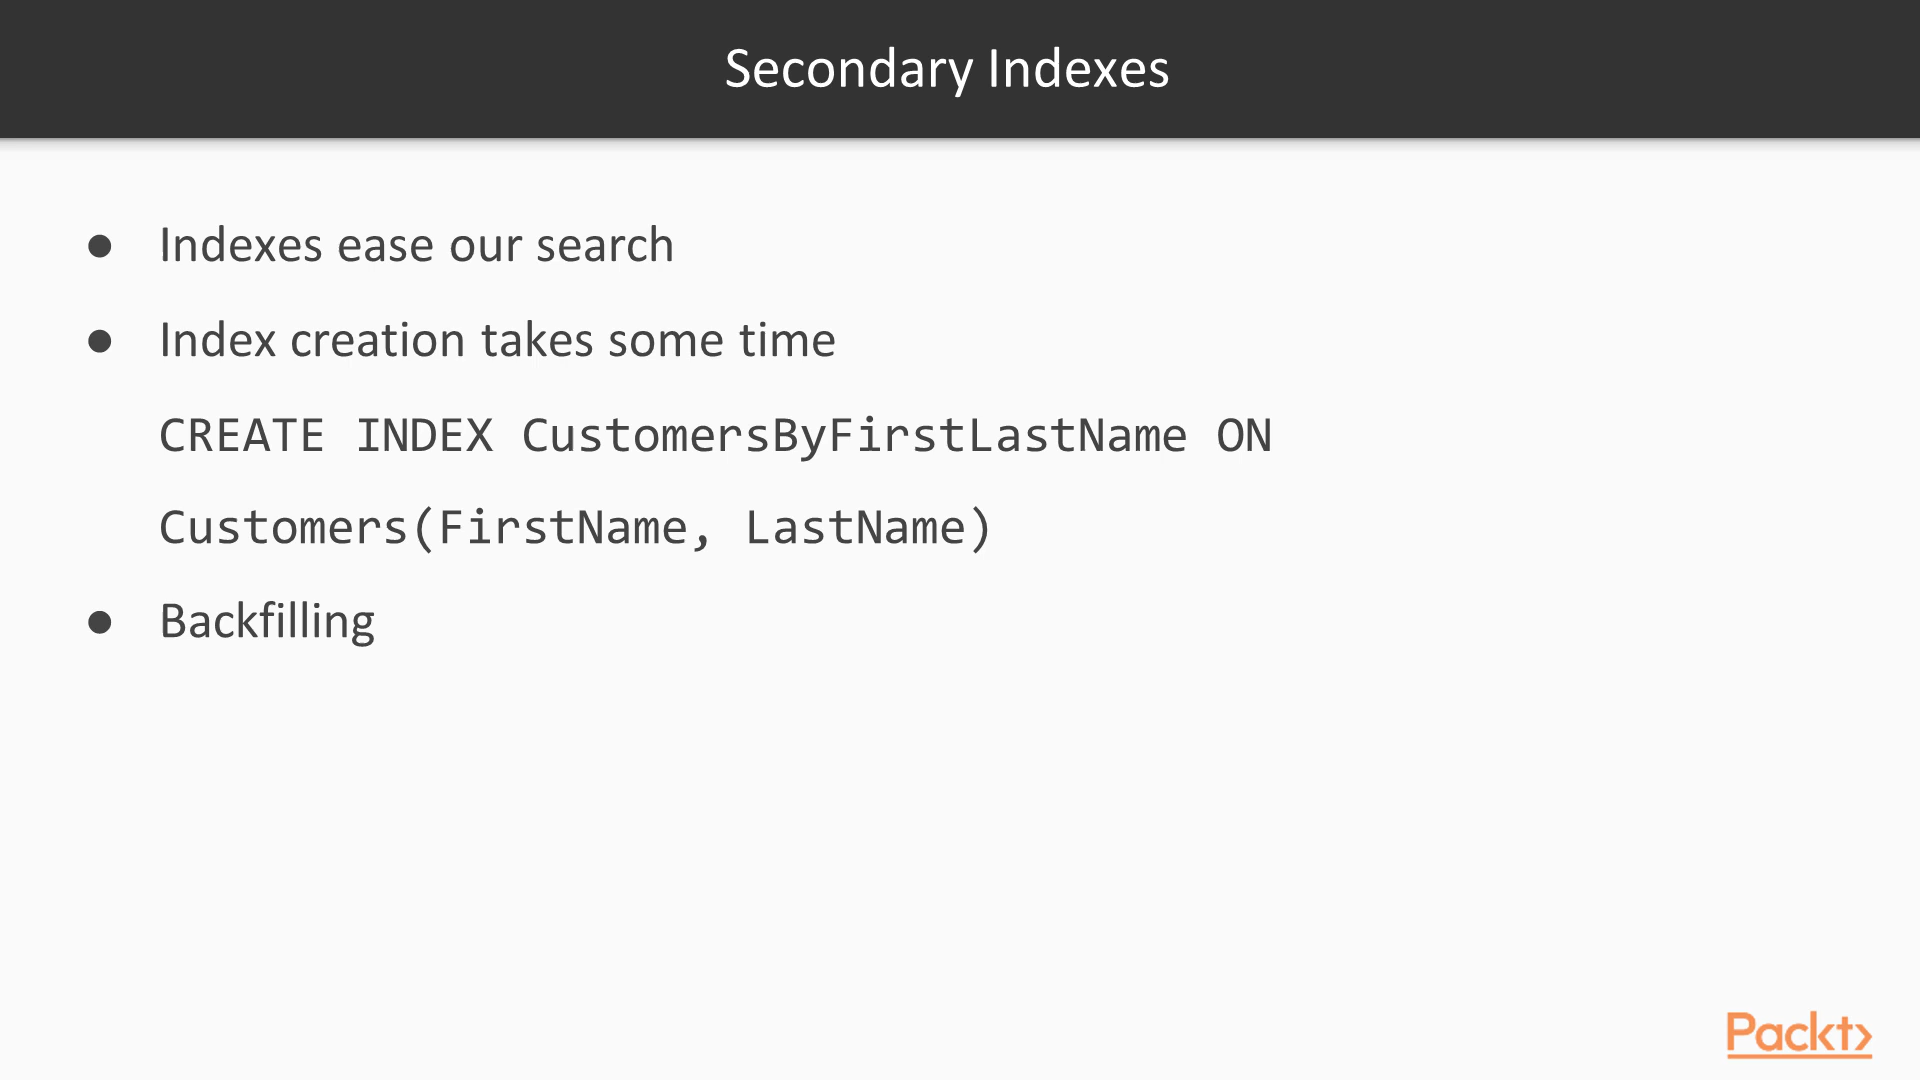 Secondary Indexes
● Indexes ease our search
● Index creation takes some time
CREATE INDEX CustomersByFirstLastName ON
Customers(FirstName, LastName)
● Backfilling
Packt>